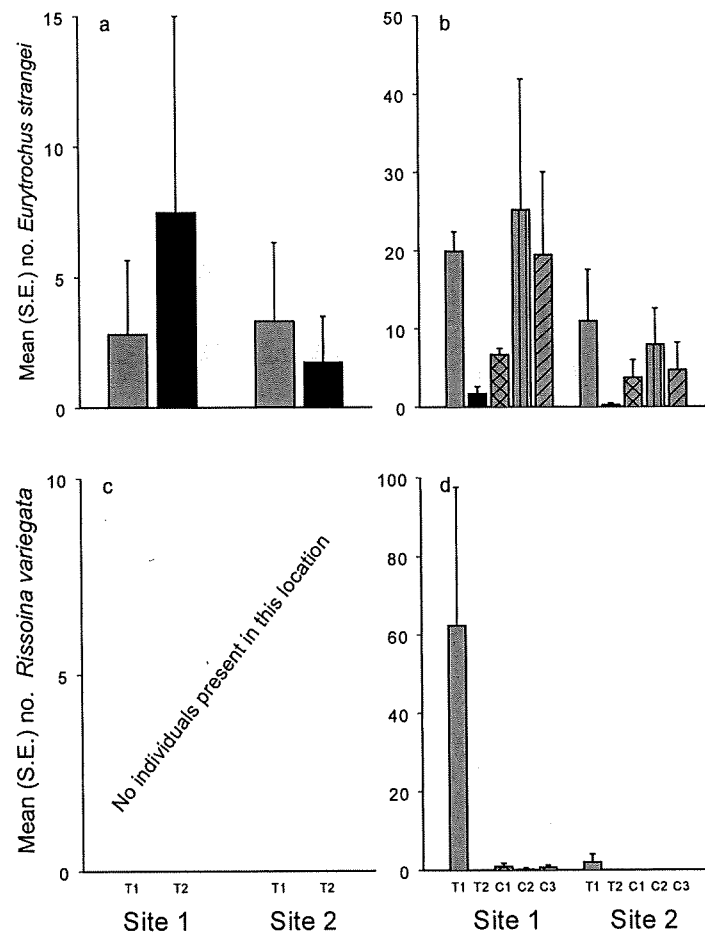 a
b
15
10
5
0
50
40
30
20
10
0
Mean (S.E.) no. Eurytrochus strangei
c
d
10
5
0
100
80
60
40
20
0
Mean (S.E.) no. Rissoina variegata
No individuals present in this location
T1 T2 T1 T2
T1 T2 C1 C2 C3 T1 T2 C1 C2 C3
Site 1 Site 2
Site 1 Site 2